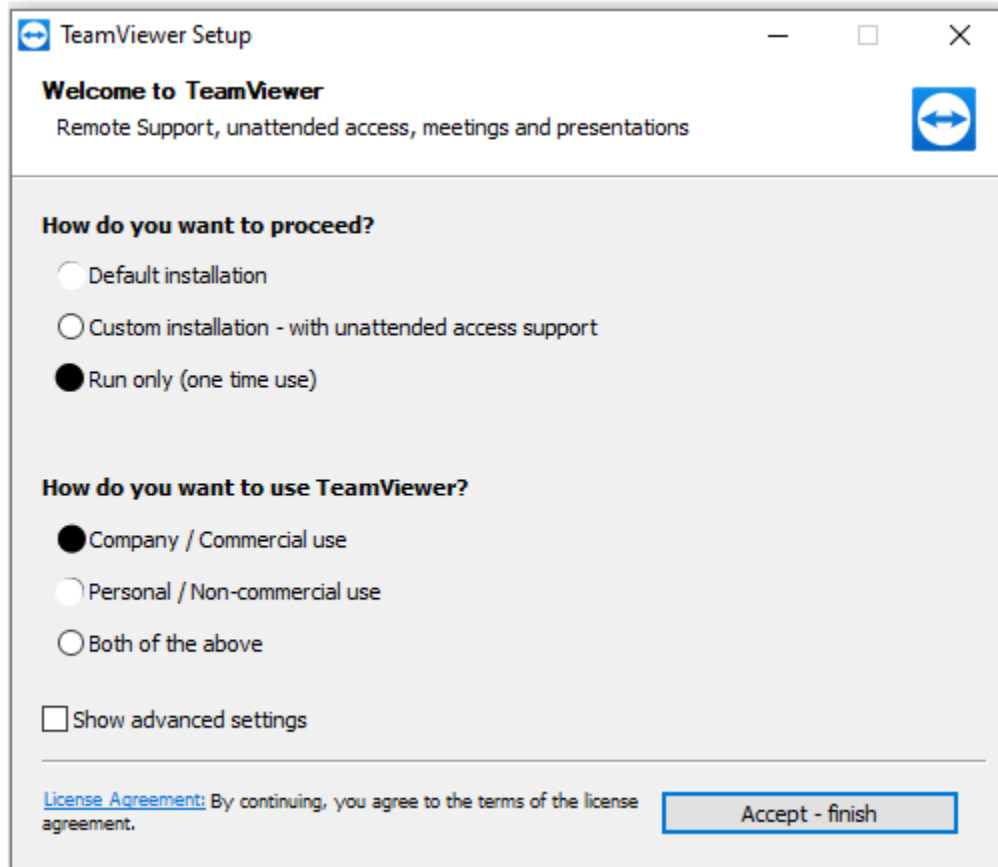 TeamViewer Setup
Welcome to TeamViewer
Remote Support, unattended access, meetings and presentations
How do you want to proceed?
Default installation
Custom installation - with unattended access support
Run only (one time use)
How do you want to use TeamViewer?
Company / Commercial use
Personal / Non-commercial use
Both of the above
Show advanced settings
License Agreement: By continuing, you agree to the terms of the license
agreement.
Accept - finish